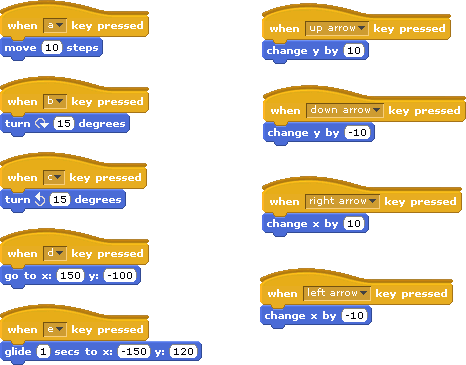 when a key pressed
move 10 steps
when b key pressed
turn 15 degrees
when c key pressed
turn 15 degrees
when d key pressed
go to x: 150 y: -100
when e key pressed
glide 1 secs to x: -150 y: 120
when up arrow key pressed
change y by 10
when down arrow key pressed
change y by -10
when right arrow key pressed
change x by 10
when left arrow key pressed
change x by -10